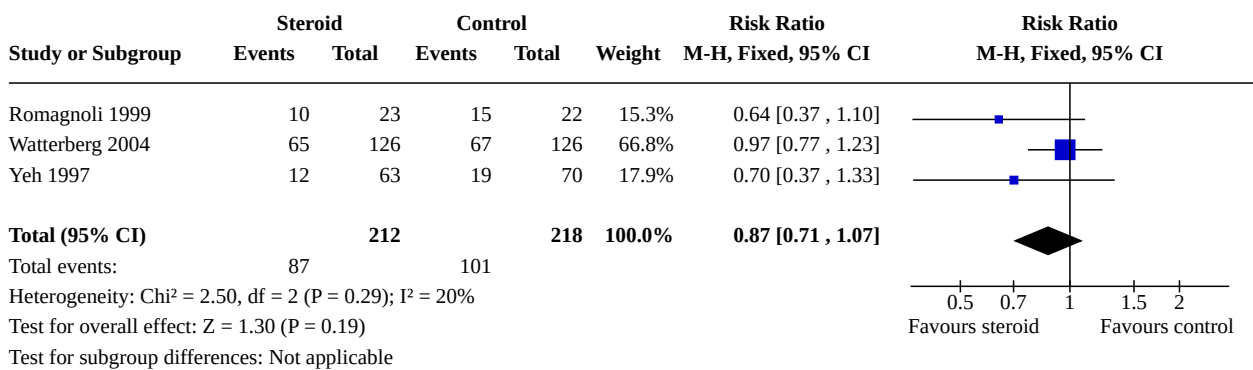 Steroid Control Risk Ratio Risk Ratio
Study or Subgroup Events Total Events Total Weight M-H, Fixed, 95% CI M-H, Fixed, 95% CI
Romagnoli 1999 10 23 15 22 15.3% 0.64 [0.37 , 1.10]
Watterberg 2004 65 126 67 126 66.8% 0.97 [0.77 , 1.23]
Yeh 1997 12 63 19 70 17.9% 0.70 [0.37 , 1.33]
Total (95% CI) 212 218 100.0% 0.87 [0.71 , 1.07]
Total events: 87 101
Heterogeneity: Chi² = 2.50, df = 2 (P = 0.29); I² = 20%
0.5 0.7 1 1.5 2
Test for overall effect: Z = 1.30 (P = 0.19) Favours steroid Favours control
Test for subgroup differences: Not applicable